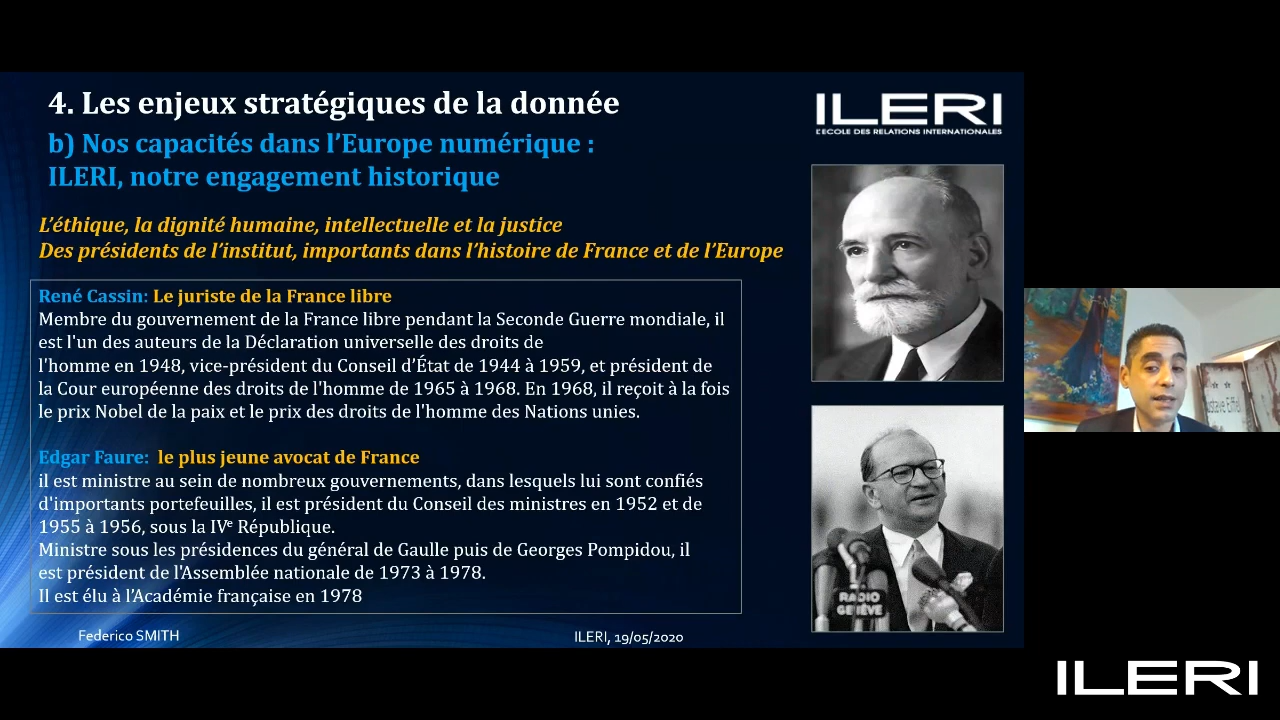 4. Les enjeux stratégiques de la donnée
b) Nos capacités dans l'Europe numérique :
ILERI, notre engagement historique
L'éthique, la dignité humaine, intellectuelle et la justice
Des présidents de l'institut, importants dans l'histoire de France et de l'Europe
René Cassin: Le juriste de la France libre
Membre du gouvernement de la France libre pendant la Seconde Guerre mondiale, il
est l'un des auteurs de la Déclaration universelle des droits de
l'homme en 1948, vice-président du Conseil d'État de 1944 à 1959, et président de
la Cour européenne des droits de l'homme de 1965 à 1968. En 1968, il reçoit à la fois
le prix Nobel de la paix et le prix des droits de l'homme des Nations unies.
Edgar Faure: le plus jeune avocat de France
il est ministre au sein de nombreux gouvernements, dans lesquels lui sont confiés
d'importants portefeuilles, il est président du Conseil des ministres en 1952 et de
1955 à 1956, sous la IVe République.
Ministre sous les présidences du général de Gaulle puis de Georges Pompidou, il
est président de l'Assemblée nationale de 1973 à 1978.
Il est élu à l'Académie française en 1978
Federico SMITH
ILERI, 19/05/2020
ILERI
L'ECOLE DES RELATIONS INTERNATIONALES
RADIO
GENÈVE
Gustave Eiffel
ILERI